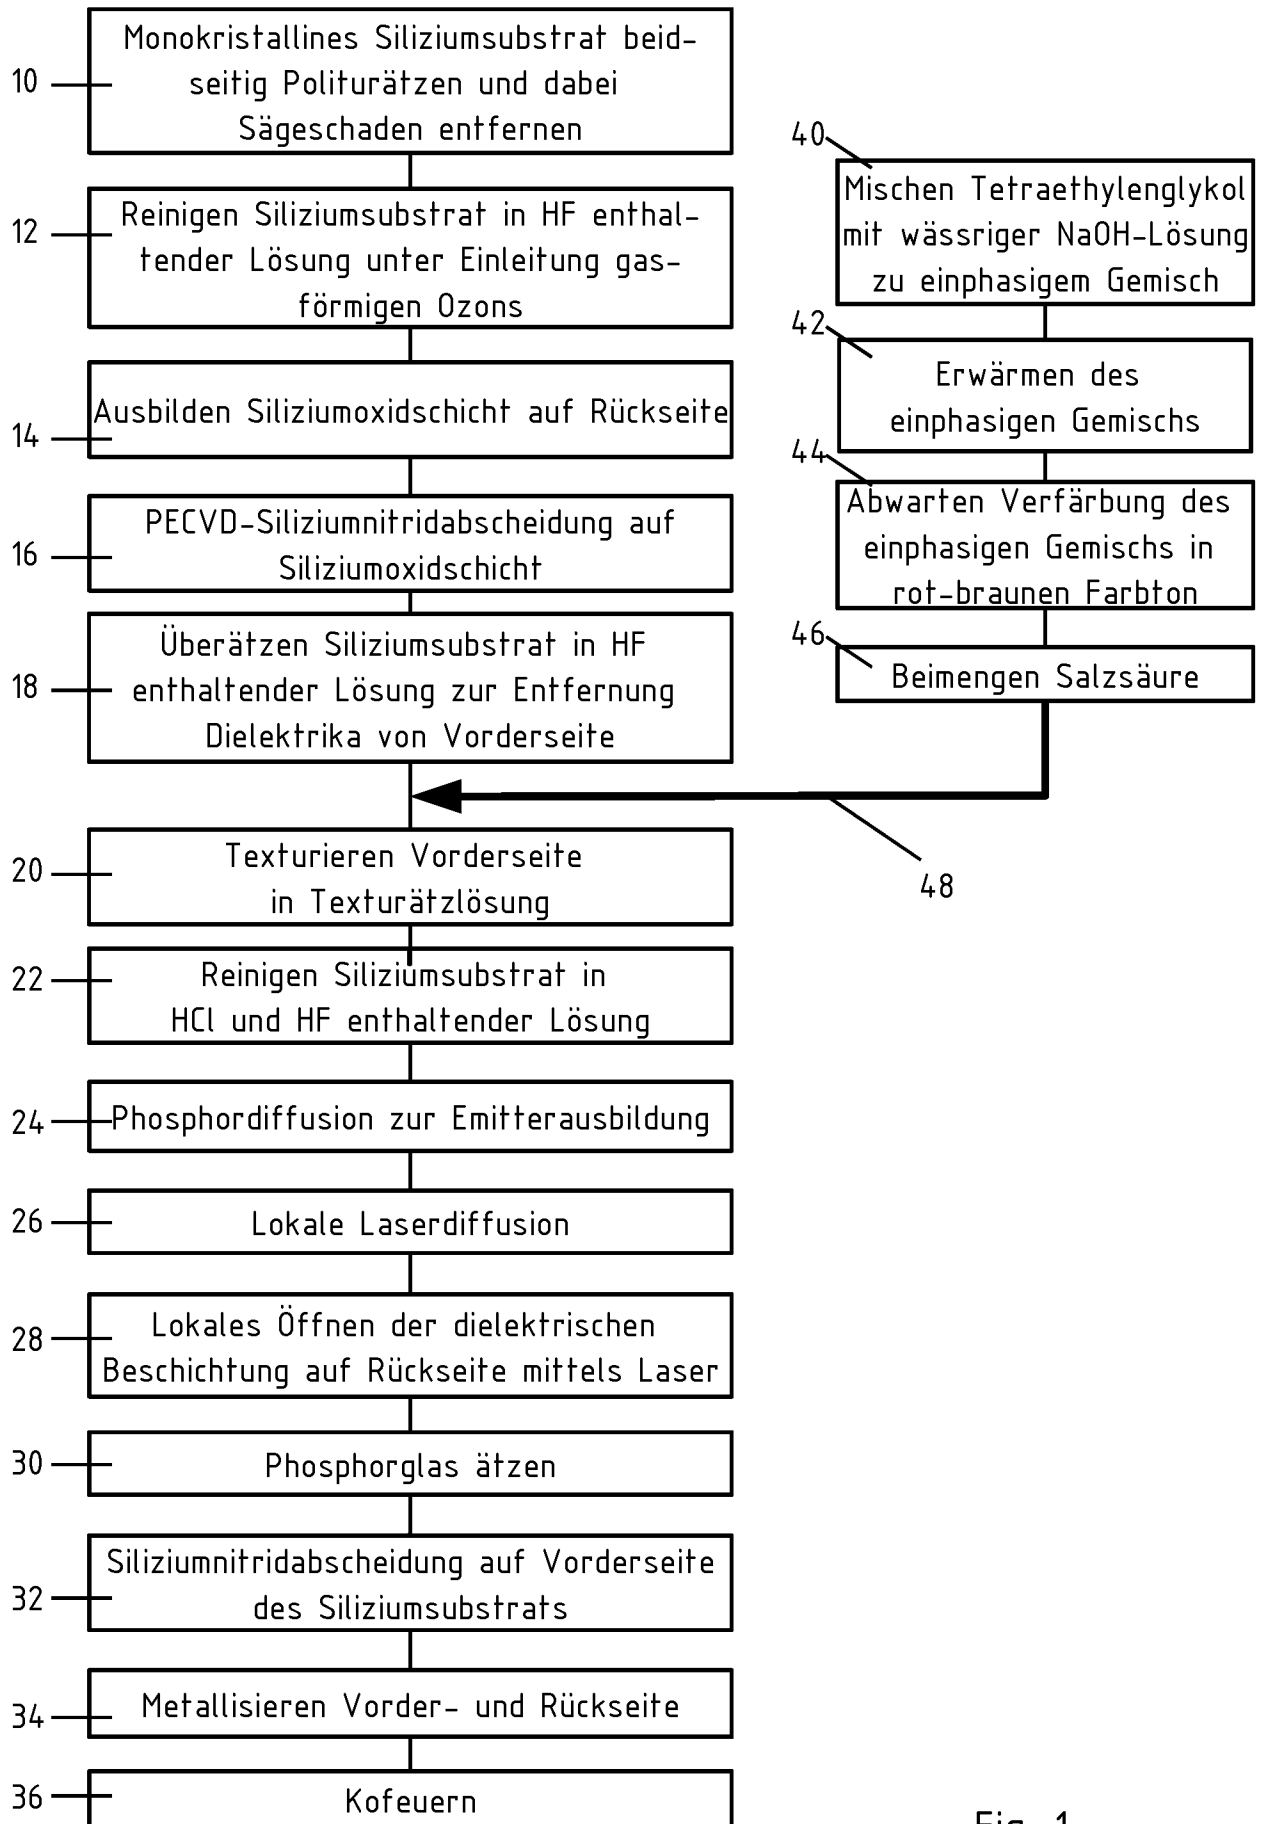 10
Monokristallines Siliziumsubstrat beid-
seitig Politurätzen und dabei
Sägeschaden entfernen
12
Reinigen Siliziumsubstrat in HF enthal-
tender Lösung unter Einleitung gas-
förmigen Ozons
14
Ausbilden Siliziumoxidschicht auf Rückseite
16
PECVD-Siliziumnitridabscheidung auf
Siliziumoxidschicht
18
Überätzen Siliziumsubstrat in HF
enthaltender Lösung zur Entfernung
Dielektrika von Vorderseite
40
Mischen Tetraethylenglykol
mit wässriger NaOH-Lösung
zu einphasigem Gemisch
42
Erwärmen des
einphasigen Gemischs
44
Abwarten Verfärbung des
einphasigen Gemischs in
rot-braunen Farbton
46
Beimengen Salzsäure
48
20
Texturieren Vorderseite
in Texturätzlösung
22
Reinigen Siliziumsubstrat in
HCl und HF enthaltender Lösung
24
Phosphordiffusion zur Emitterausbildung
26
Lokale Laserdiffusion
28
Lokales Öffnen der dielektrischen
Beschichtung auf Rückseite mittels Laser
30
Phosphorglas ätzen
32
Siliziumnitridabscheidung auf Vorderseite
des Siliziumsubstrats
34
Metallisieren Vorder- und Rückseite
36
Kofeuern
Fig. 1